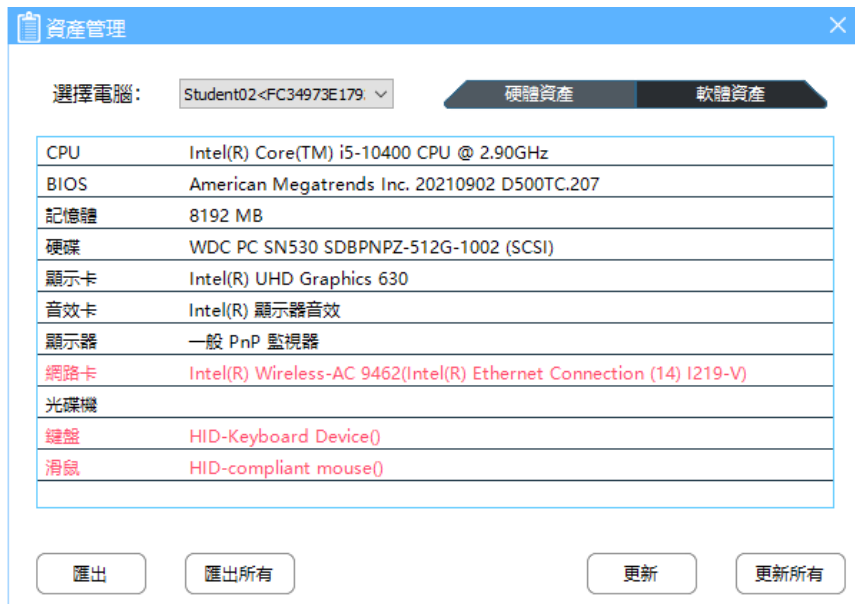 資產管理
選擇電腦： Student02<FC34973E179: 硬體資產 軟體資產
CPU Intel(R) Core(TM) i5-10400 CPU @ 2.90GHz
BIOS American Megatrends Inc. 20210902 D500TC.207
記憶體 8192 MB
硬碟 WDC PC SN530 SDBPNPZ-512G-1002 (SCSI)
顯示卡 Intel(R) UHD Graphics 630
音效卡 Intel(R) 顯示器音效
顯示器 一般 PnP 監視器
網路卡 Intel(R) Wireless-AC 9462(Intel(R) Ethernet Connection (14) I219-V)
光碟機
鍵盤 HID-Keyboard Device()
滑鼠 HID-compliant mouse()
匯出 匯出所有 更新 更新所有